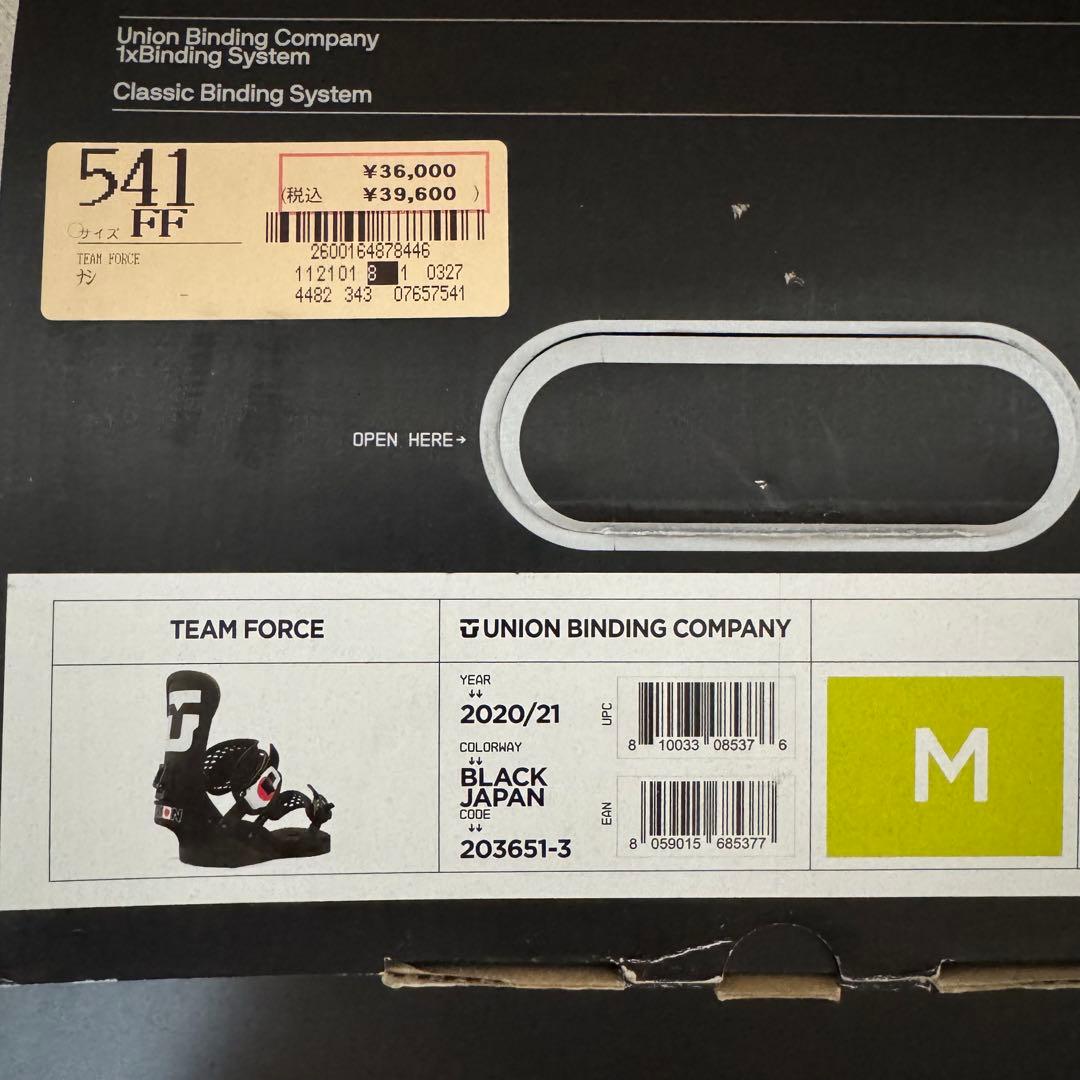 Union Binding Company
1xBinding System
Classic Binding System
541
FF
サイズ
TEAM FORCE
ナシ
¥36,000
(税込 ¥39,600 )
2600164878446
112101 8 1 0327
4482 343 07657541
OPEN HERE→
TEAM FORCE
UNION BINDING COMPANY
YEAR
↓↓
2020/21
COLORWAY
↓↓
BLACK
JAPAN
CODE
↓↓
203651-3
UPC
8 10033 08537 6
EAN
8 059015 685377
M